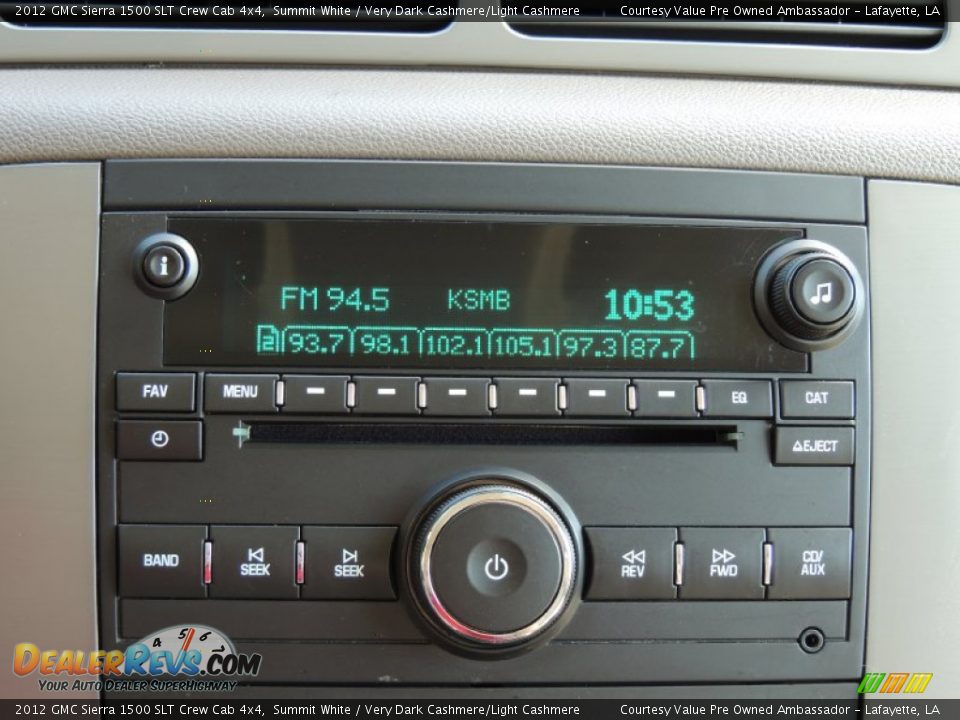 2012 GMC Sierra 1500 SLT Crew Cab 4x4, Summit White / Very Dark Cashmere/Light Cashmere Courtesy Value Pre Owned Ambassador - Lafayette, LA
i
FM 94.5 KSMB 10:53
2 93.7 98.1 102.1 105.1 97.3 87.7
FAV MENU EQ CAT
EJECT
BAND SEEK SEEK REV FWD CD/
AUX
4 5 6
DEALERREVS.COM
YOUR AUTO DEALER SUPERHIGHWAY
2012 GMC Sierra 1500 SLT Crew Cab 4x4, Summit White / Very Dark Cashmere/Light Cashmere Courtesy Value Pre Owned Ambassador - Lafayette, LA